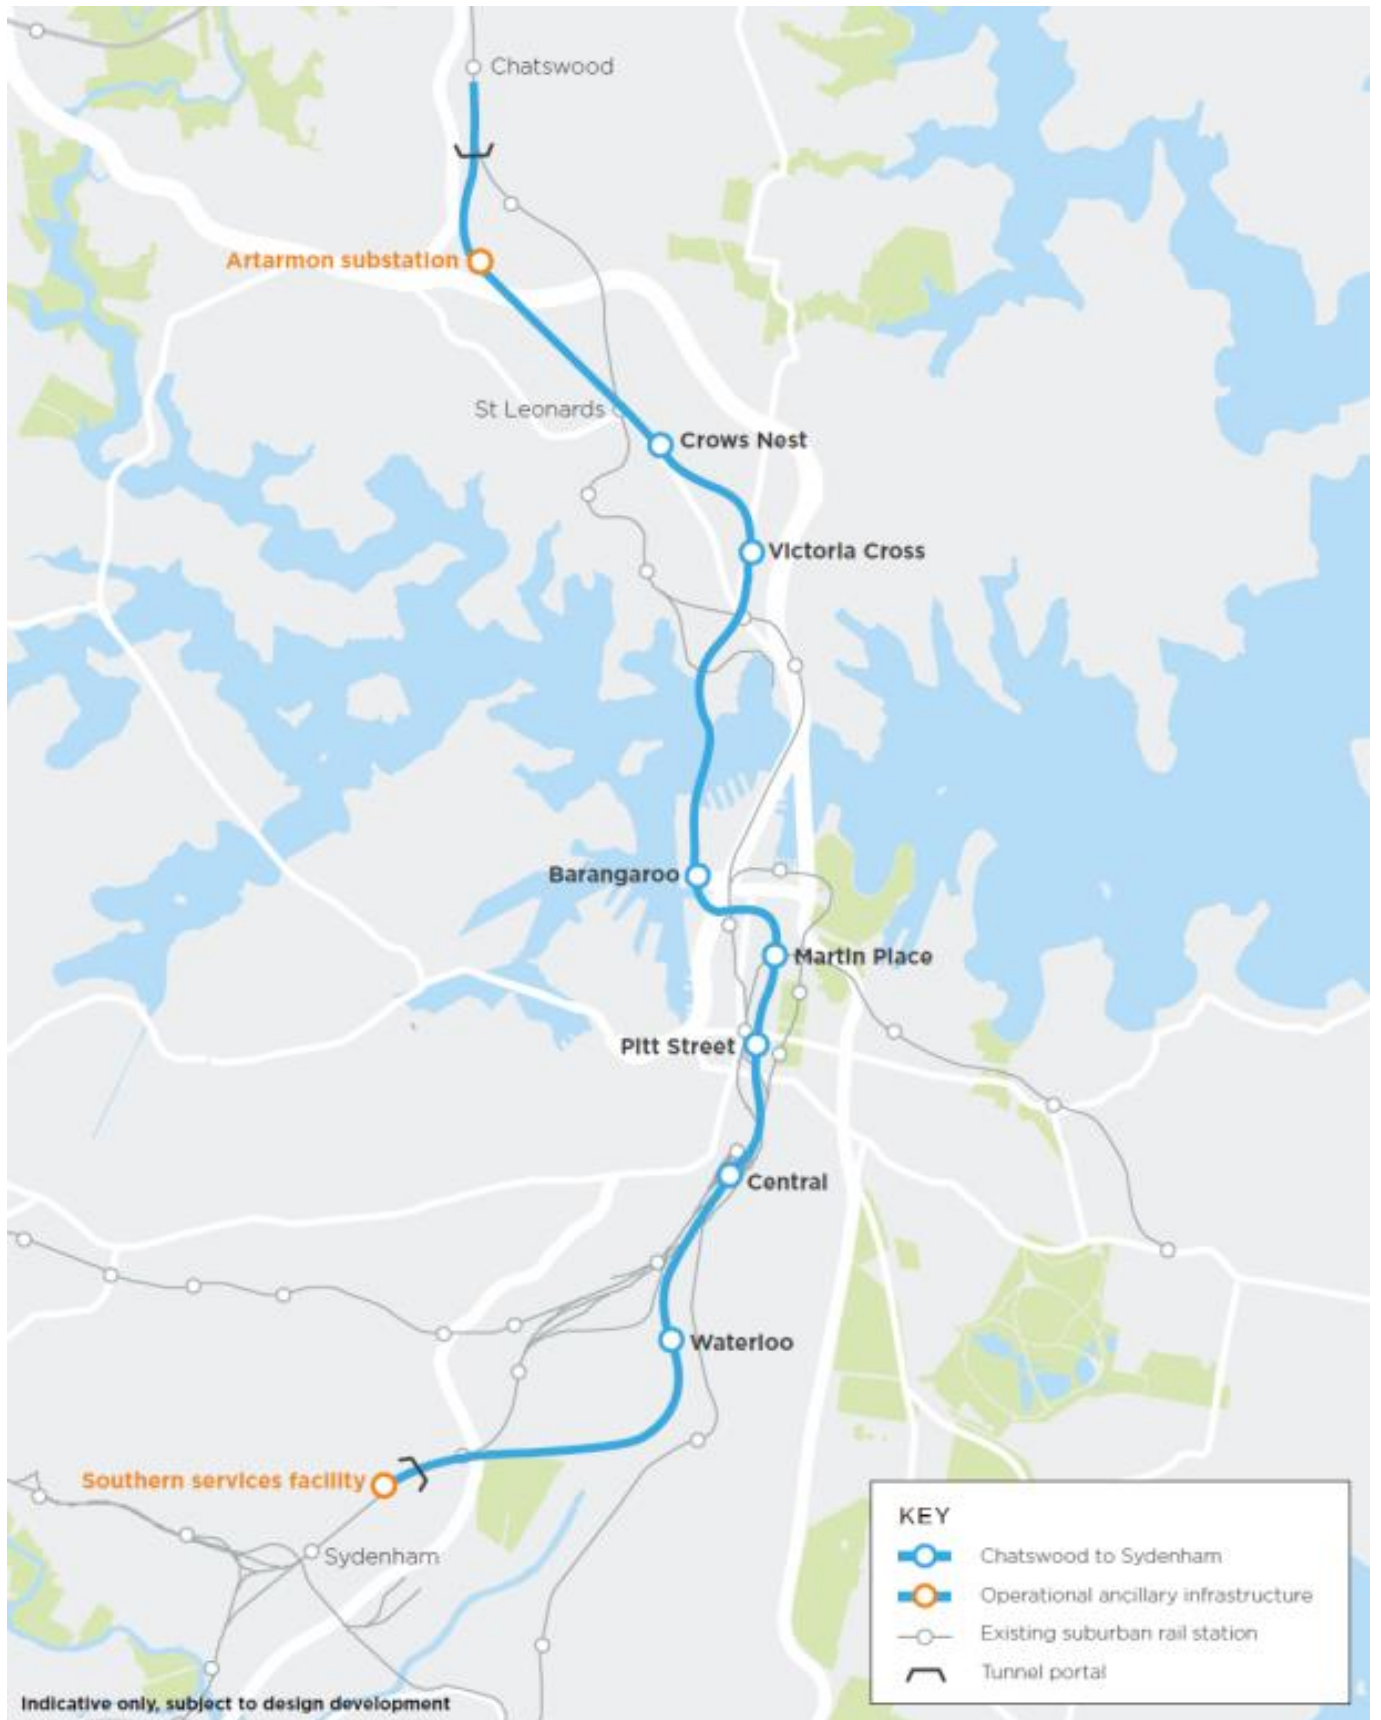 Chatswood
Artarmon substation
St Leonards
Crows Nest
Victoria Cross
Barangaroo
Martin Place
Pitt Street
Central
Waterloo
Southern services facility
Sydenham
KEY
Chatswood to Sydenham
Operational ancillary infrastructure
Existing suburban rail station
Tunnel portal
Indicative only, subject to design development